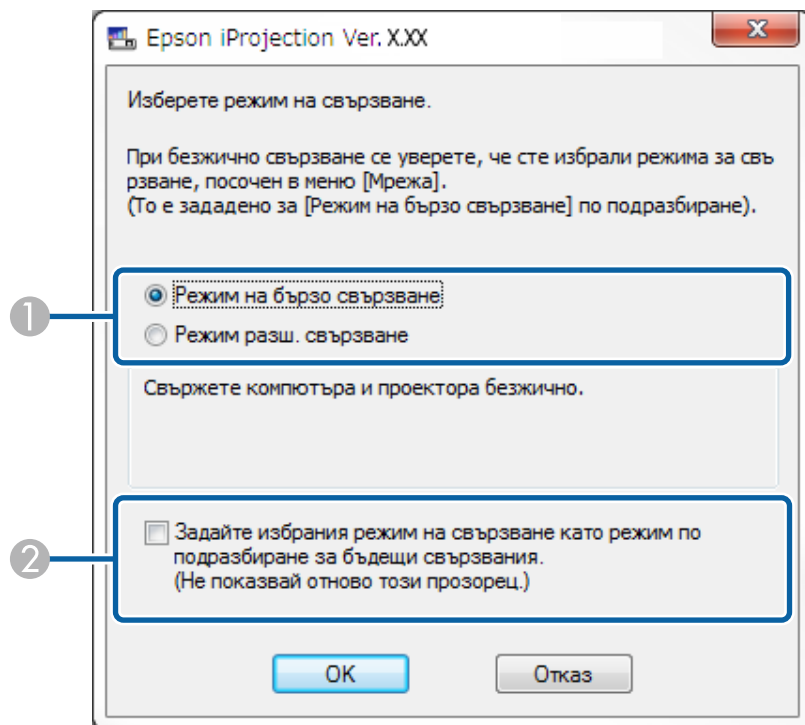 Epson iProjection Ver. X.XX
X
Изберете режим на свързване.
При безжично свързване се уверете, че сте избрали режима за свъ
рзване, посочен в меню [Мрежа].
(То е зададено за [Режим на бързо свързване] по подразбиране).
1
Режим на бързо свързване
Режим разш. свързване
Свържете компютъра и проектора безжично.
2
Задайте избрания режим на свързване като режим по
подразбиране за бъдещи свързвания.
(Не показвай отново този прозорец.)
OK
Отказ